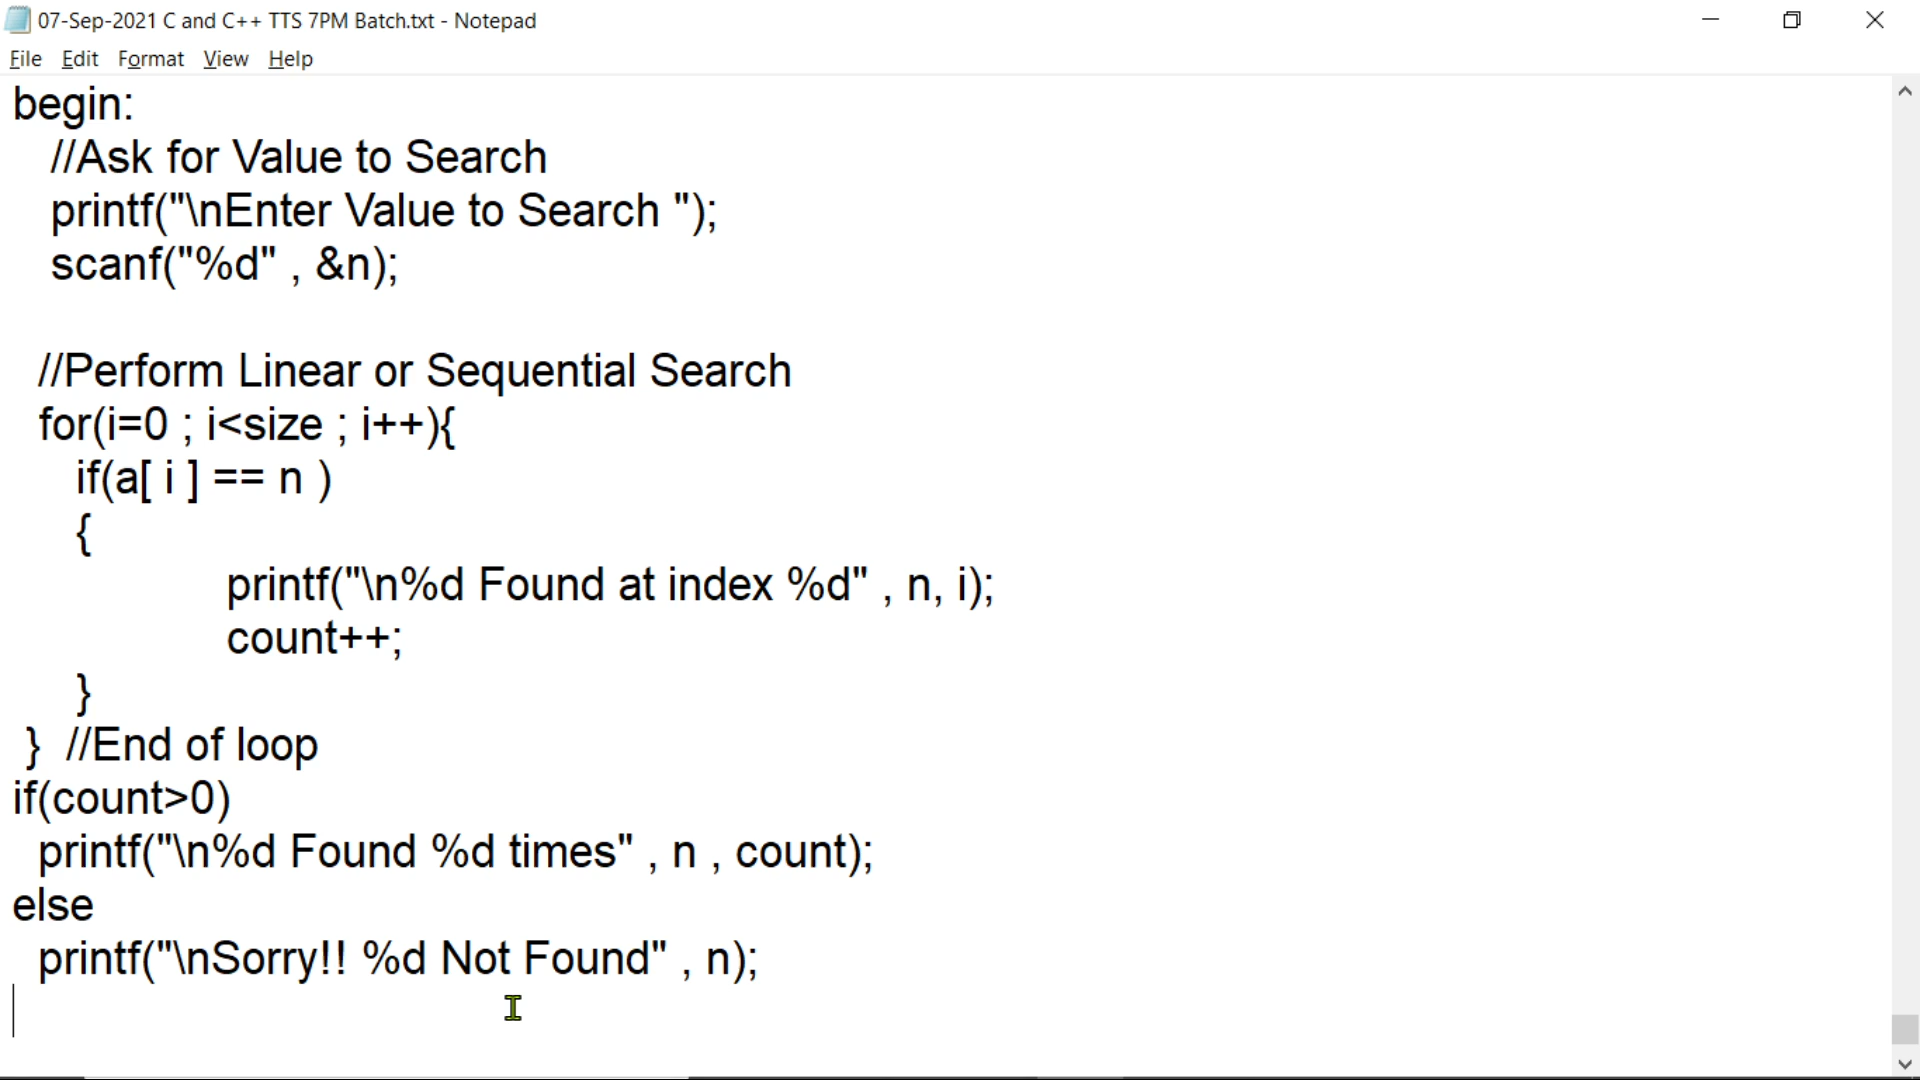 07-Sep-2021 C and C++ TTS 7PM Batch.txt - Notepad
File Edit Format View Help
begin:
//Ask for Value to Search
printf("\nEnter Value to Search ");
scanf("%d" , &n);
//Perform Linear or Sequential Search
for(i=0 ; i<size ; i++){
if(a[ i ] == n )
{
printf("\n%d Found at index %d" , n, i);
count++;
}
} //End of loop
if(count>0)
printf("\n%d Found %d times" , n , count);
else
printf("\nSorry!! %d Not Found" , n);